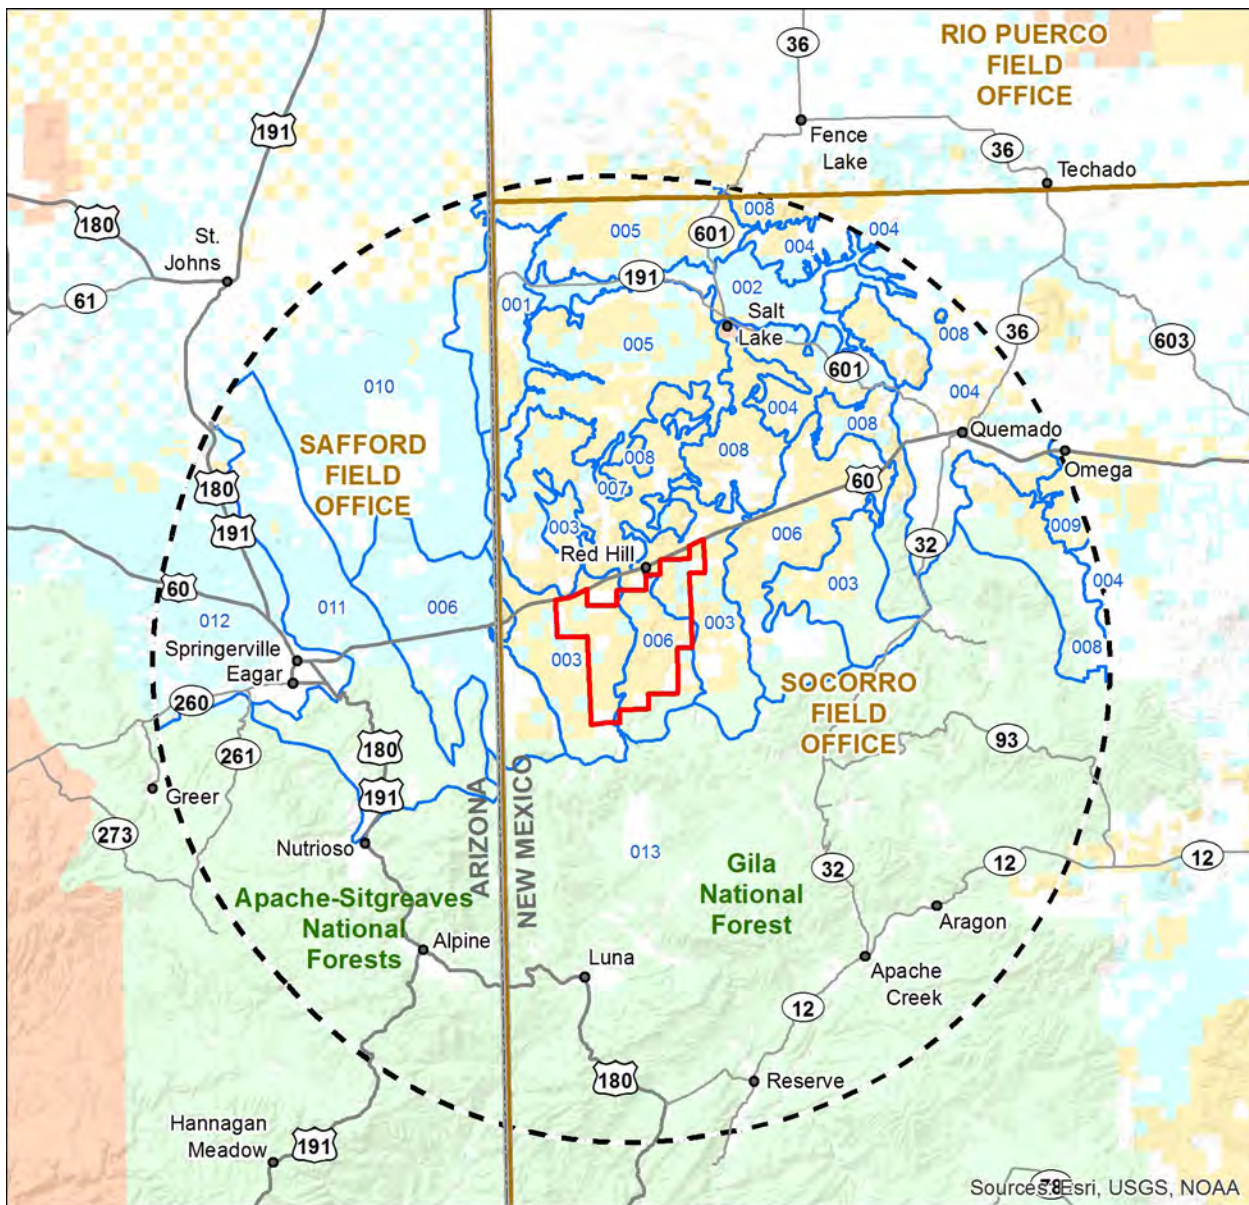 36
RIO PUERCO
FIELD
OFFICE
191
Fence
Lake
36
Techado
180
St.
Johns
61
008
005
601
004
004
191
002
001
Salt
Lake
008
36
603
005
601
010
004
004
008
Quemado
SAFFORD
FIELD
OFFICE
008
008
Omega
60
180
007
191
003
009
006
32
Red Hill
60
003
004
012
011
006
003
Springerville
003
006
008
Eagar
SOCORRO
FIELD
OFFICE
260
261
180
93
191
Greer
ARIZONA
NEW MEXICO
273
Nutrioso
013
32
12
12
Gila
National
Forest
Apache-Sitgreaves
National
Forests
Aragon
Alpine
Luna
Apache
Creek
12
180
Reserve
Hannagan
Meadow
191
78
Sources: Esri, USGS, NOAA